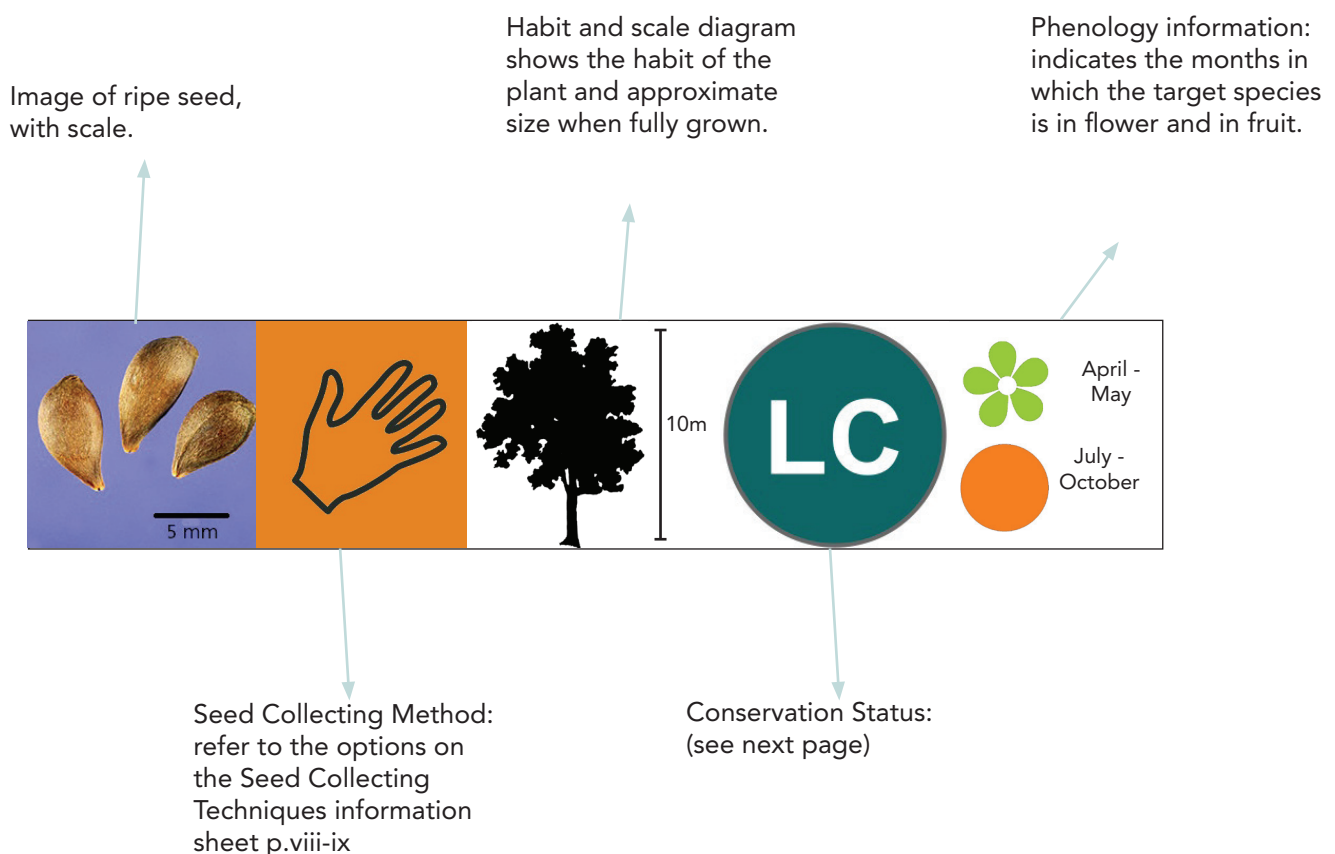 Image of ripe seed,
with scale.
Habit and scale diagram
shows the habit of the
plant and approximate
size when fully grown.
Phenology information:
indicates the months in
which the target species
is in flower and in fruit.
5 mm
10m
LC
April -
May
July -
October
Seed Collecting Method:
refer to the options on
the Seed Collecting
Techniques information
sheet p.viii-ix
Conservation Status:
(see next page)